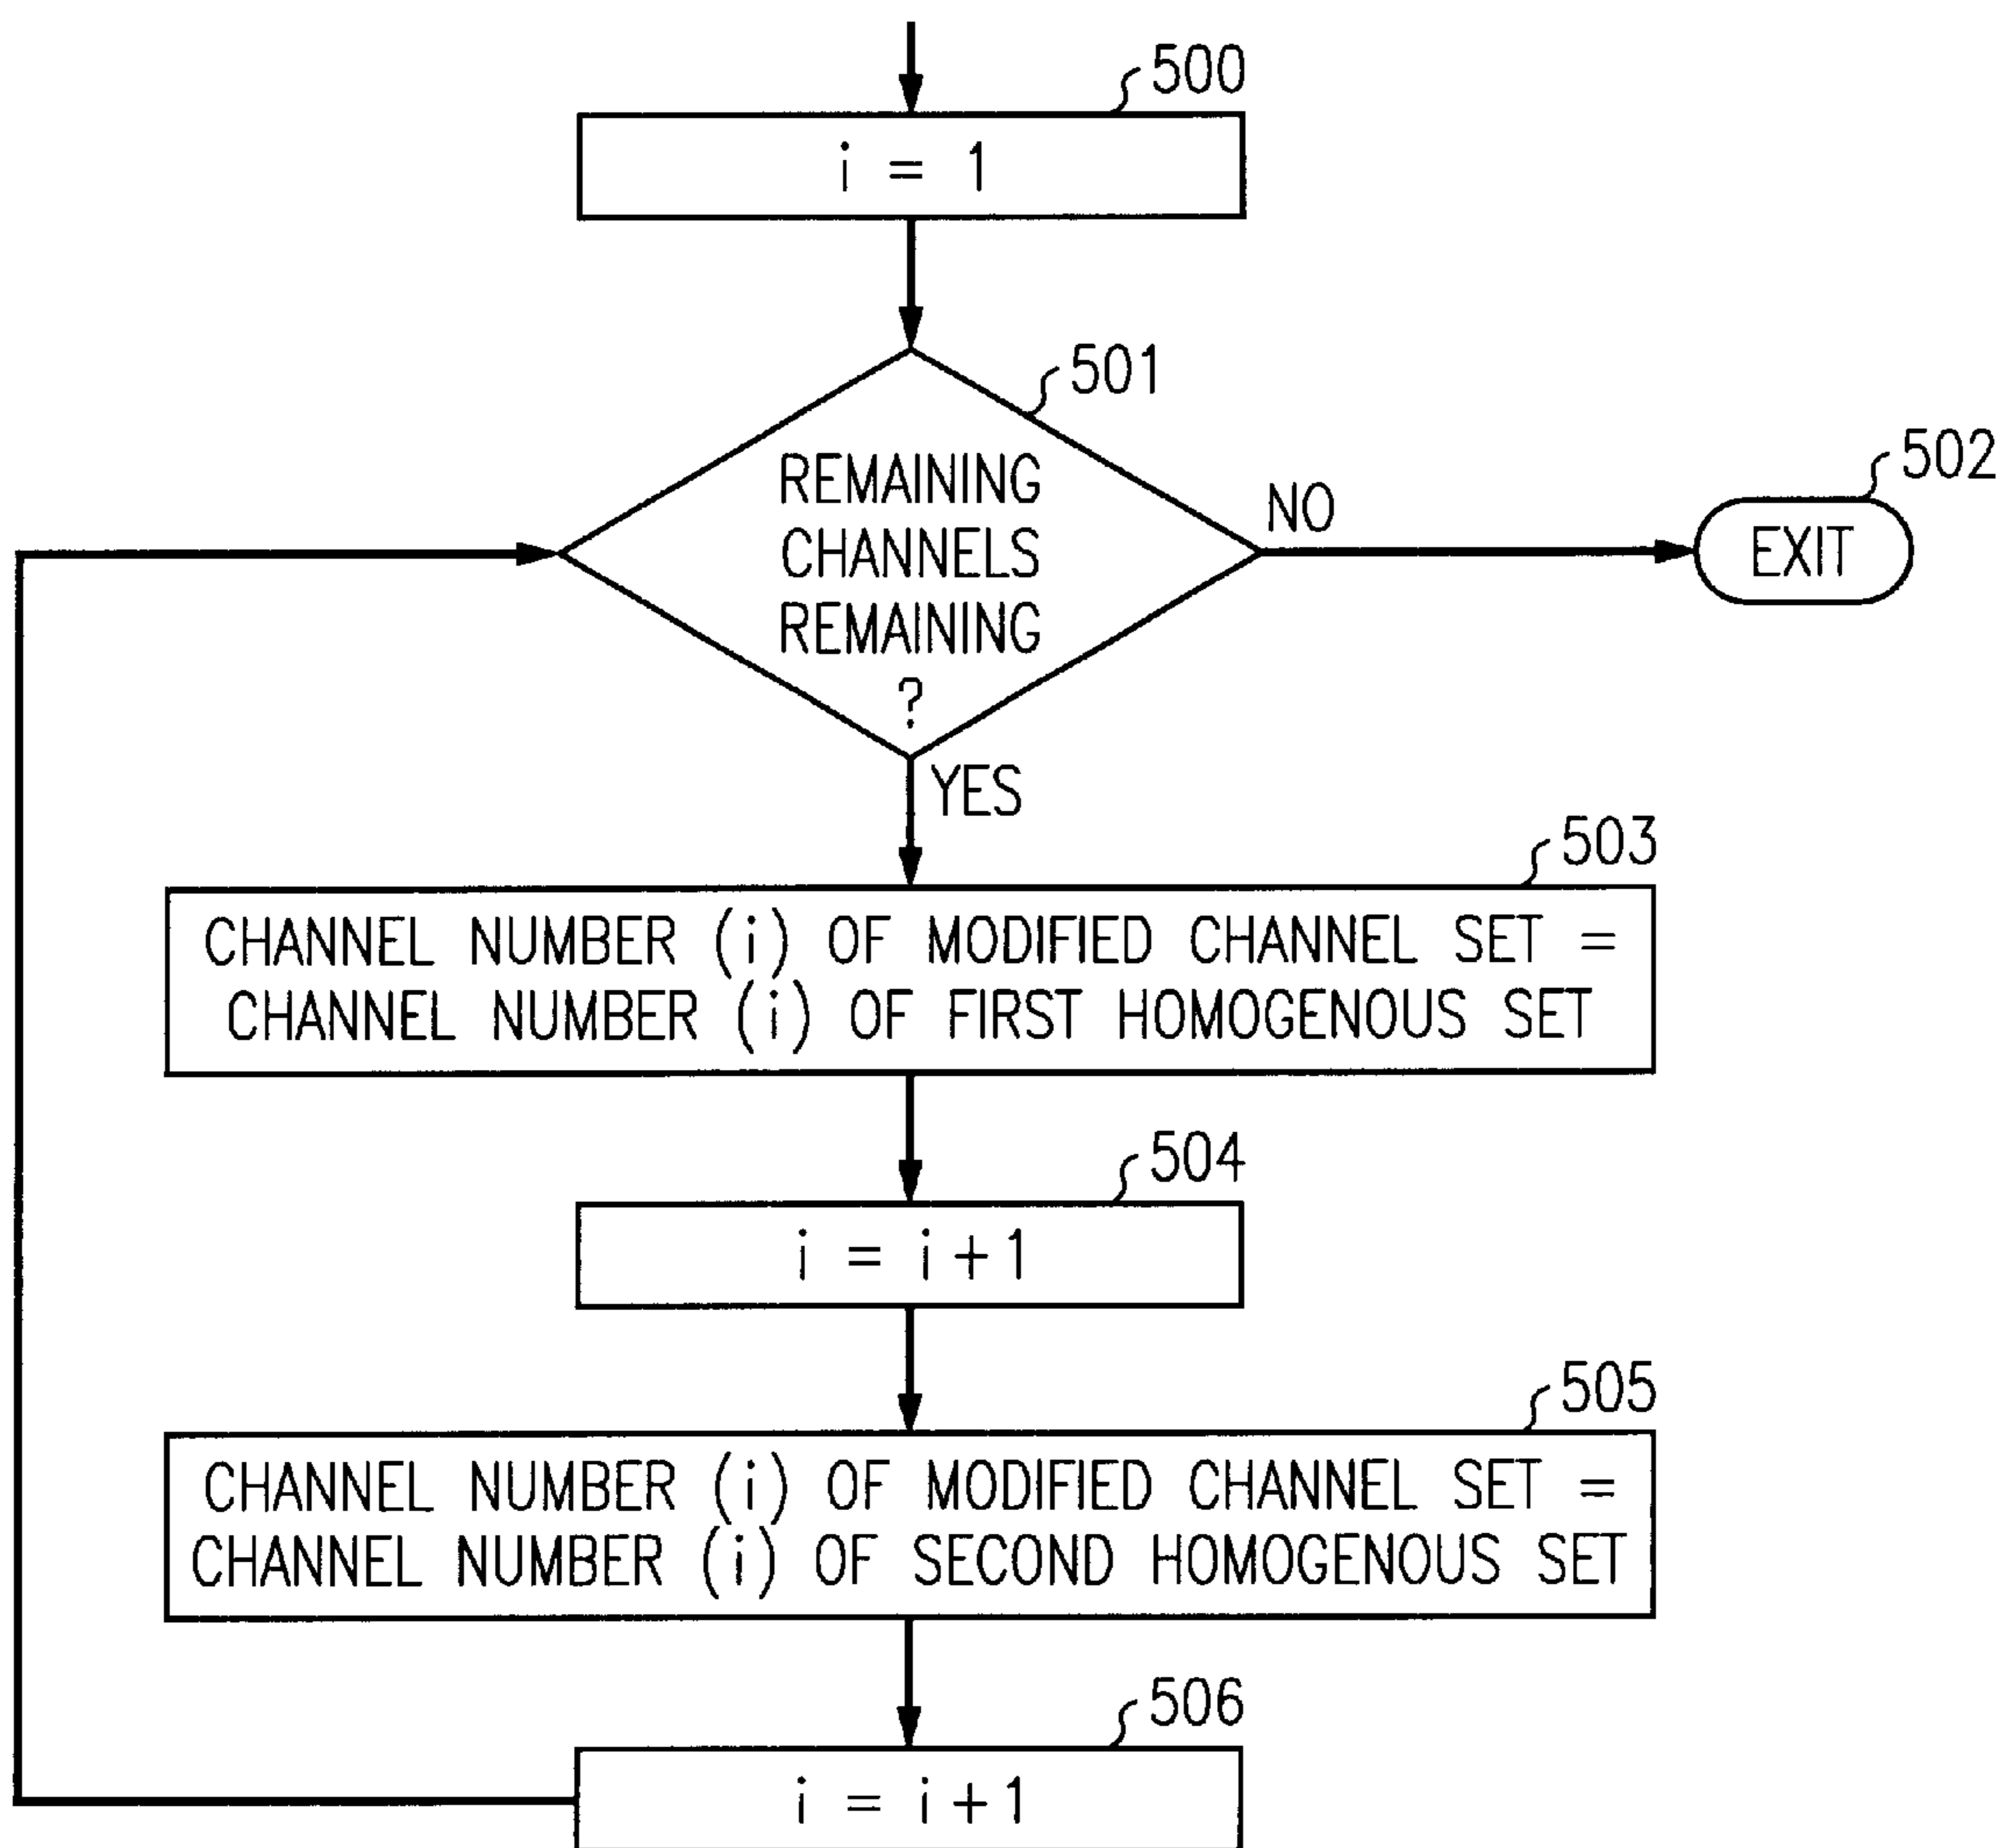 500
i = 1
501
REMAINING
CHANNELS
REMAINING
?
NO
502
EXIT
YES
503
CHANNEL NUMBER (i) OF MODIFIED CHANNEL SET =
CHANNEL NUMBER (i) OF FIRST HOMOGENOUS SET
504
i = i+1
505
CHANNEL NUMBER (i) OF MODIFIED CHANNEL SET =
CHANNEL NUMBER (i) OF SECOND HOMOGENOUS SET
506
i = i+1